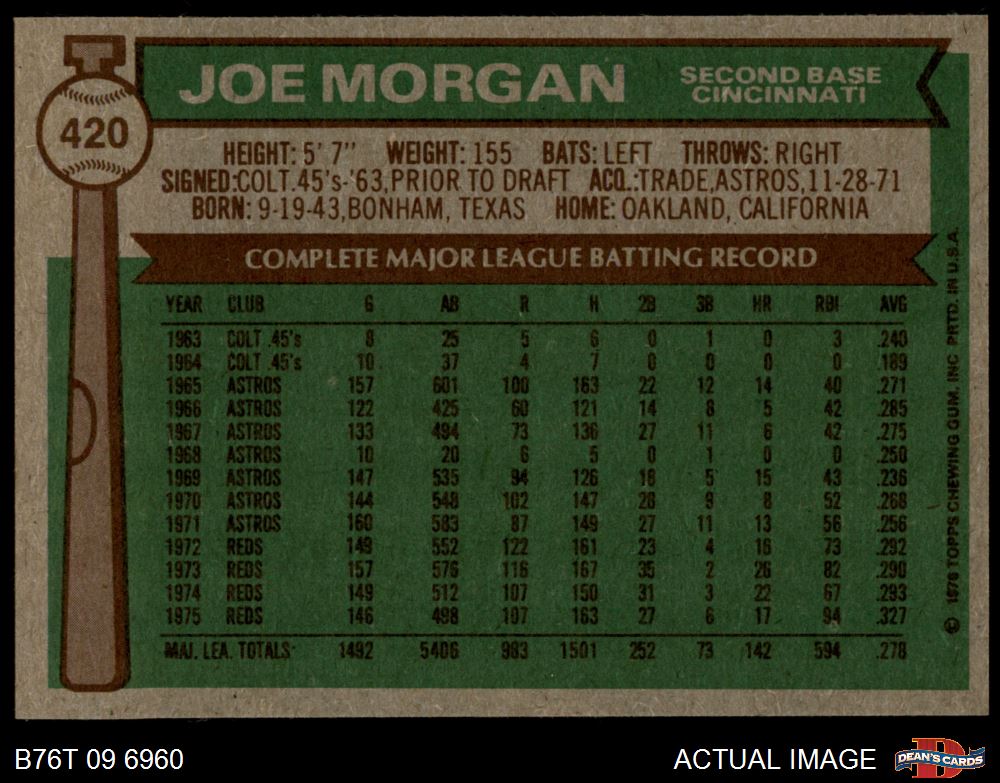 JOE MORGAN SECOND BASE
CINCINNATI
420
HEIGHT: 5' 7" WEIGHT: 155 BATS: LEFT THROWS: RIGHT
SIGNED:COLT.45's-'63,PRIOR TO DRAFT ACQ.:TRADE,ASTROS,11-28-71
BORN: 9-19-43,BONHAM, TEXAS HOME: OAKLAND, CALIFORNIA
COMPLETE MAJOR LEAGUE BATTING RECORD
YEAR CLUB G AB R H 2B 3B HR RBI AVG
1963 COLT .45's 8 25 5 6 0 1 0 3 .240
1964 COLT .45's 10 37 4 7 0 0 0 0 .189
1965 ASTROS 157 601 100 163 22 12 14 40 .271
1966 ASTROS 122 425 60 121 14 8 5 42 .285
1967 ASTROS 133 494 73 136 27 11 6 42 .275
1968 ASTROS 10 20 6 5 0 1 0 0 .250
1969 ASTROS 147 535 94 126 18 5 15 43 .236
1970 ASTROS 144 548 102 147 28 9 8 52 .268
1971 ASTROS 160 583 87 149 27 11 13 56 .256
1972 REDS 149 552 122 161 23 4 16 73 .292
1973 REDS 157 576 116 167 35 2 26 82 .290
1974 REDS 149 512 107 150 31 3 22 67 .293
1975 REDS 146 498 107 163 27 6 17 94 .327
MAJ. LEA. TOTALS 1492 5406 983 1501 252 73 142 594 .278
© 1976 TOPPS CHEWING GUM, INC PRTD. IN U.S.A.
B76T 09 6960 ACTUAL IMAGE
D
DEAN'S CARDS